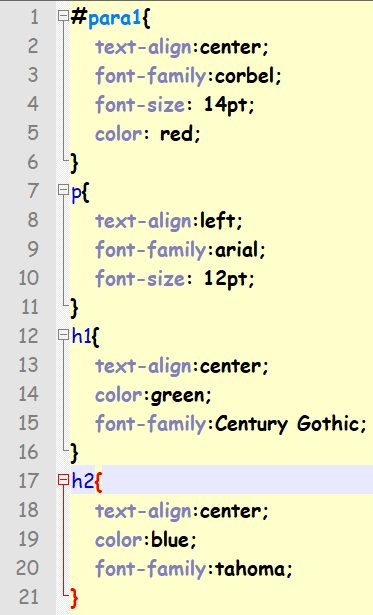 1 #para1{
2 text-align:center;
3 font-family:corbel;
4 font-size: 14pt;
5 color: red;
6 }
7 p{
8 text-align:left;
9 font-family:arial;
10 font-size: 12pt;
11 }
12 h1{
13 text-align:center;
14 color:green;
15 font-family:Century Gothic;
16 }
17 h2{
18 text-align:center;
19 color:blue;
20 font-family:tahoma;
21 }